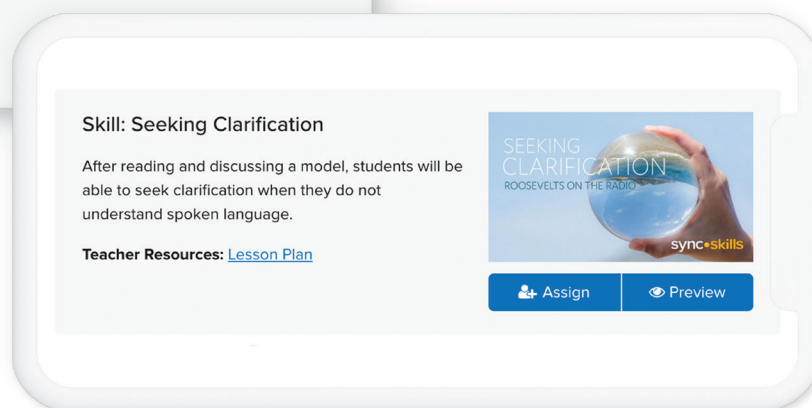 Skill: Seeking Clarification
After reading and discussing a model, students will be
able to seek clarification when they do not
understand spoken language.
Teacher Resources: Lesson Plan
SEEKING
CLARIFICATION
ROOSEVELTS ON THE RADIO
sync•skills
Assign
Preview